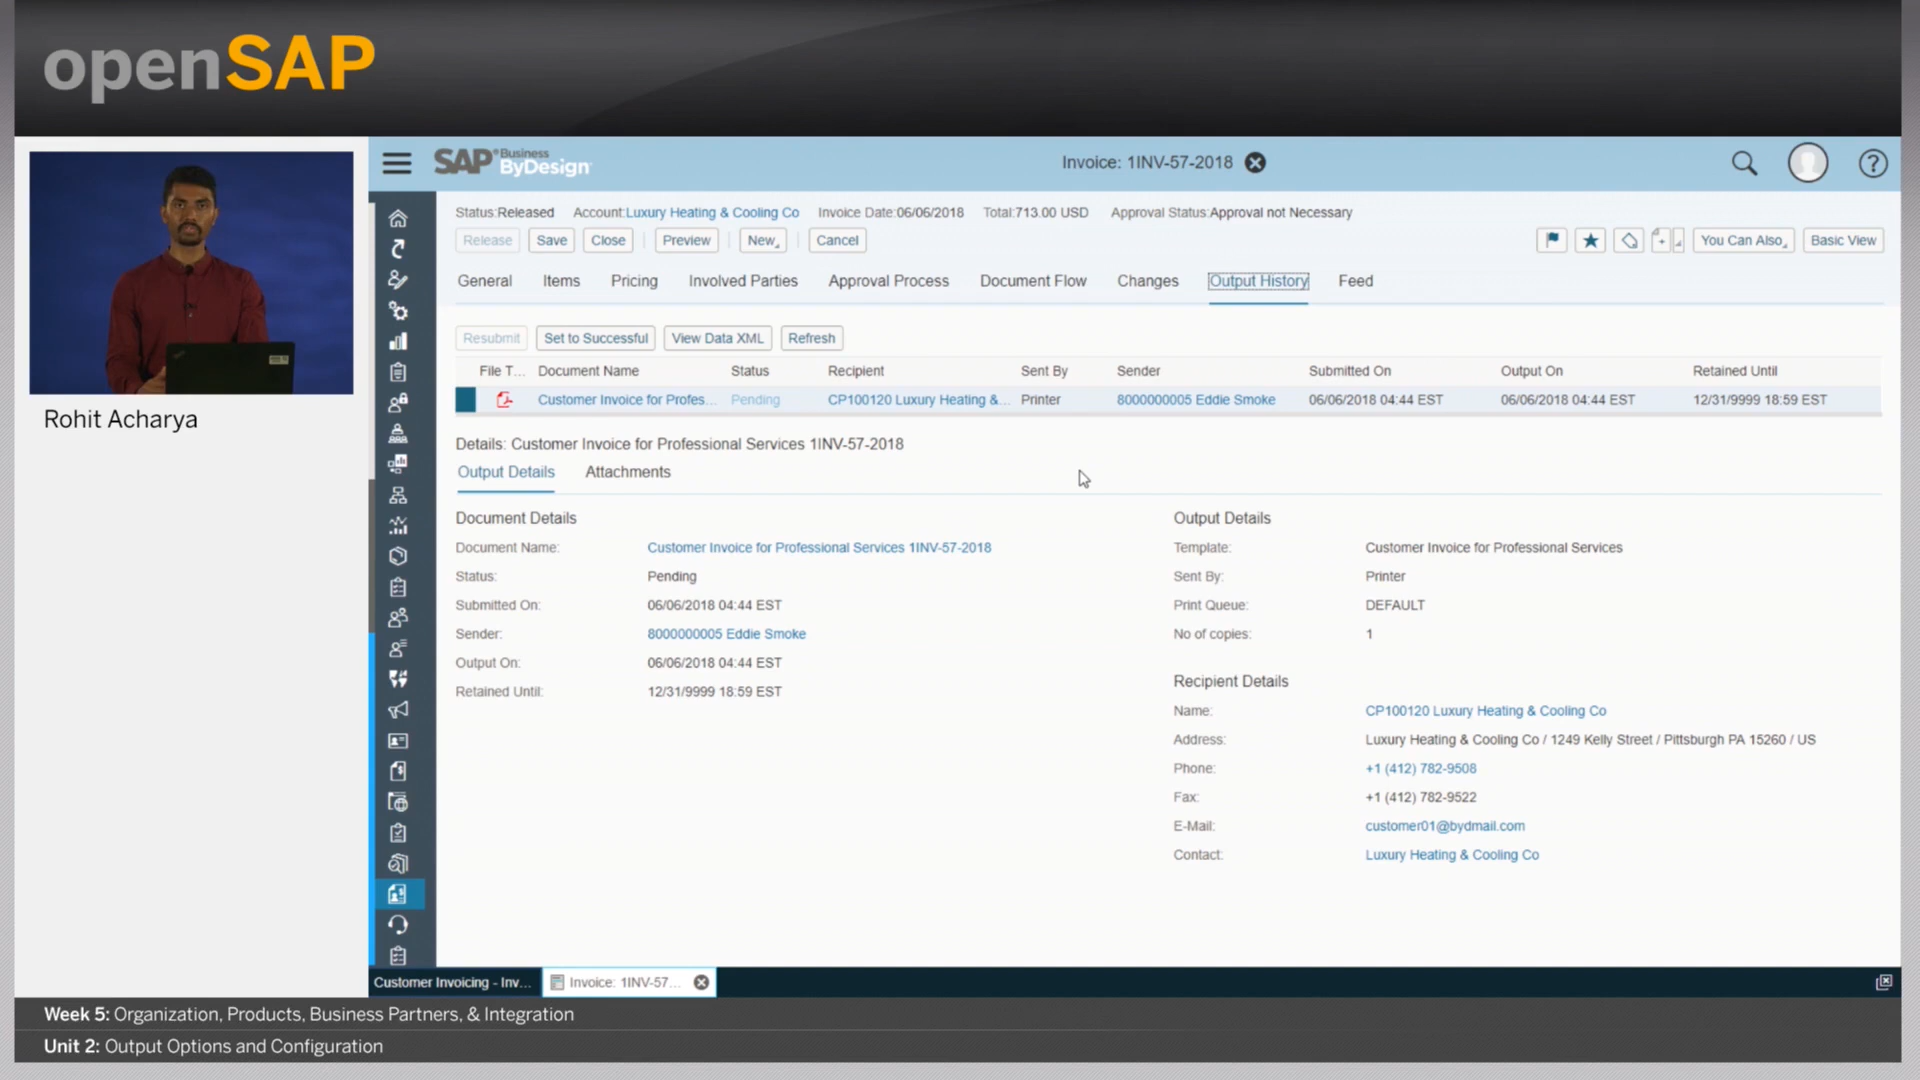 openSAP
Rohit Acharya
SAP Business ByDesign
Invoice: 1INV-57-2018
Status:Released Account:Luxury Heating & Cooling Co Invoice Date:06/06/2018 Total:713.00 USD Approval Status:Approval not Necessary
Release Save Close Preview New Cancel You Can Also Basic View
General Items Pricing Involved Parties Approval Process Document Flow Changes Output History Feed
Resubmit Set to Successful View Data XML Refresh
File T... Document Name Status Recipient Sent By Sender Submitted On Output On Retained Until
Customer Invoice for Profes... Pending CP100120 Luxury Heating &... Printer 8000000005 Eddie Smoke 06/06/2018 04:44 EST 06/06/2018 04:44 EST 12/31/9999 18:59 EST
Details: Customer Invoice for Professional Services 1INV-57-2018
Output Details Attachments
Document Details
Document Name: Customer Invoice for Professional Services 1INV-57-2018
Status: Pending
Submitted On: 06/06/2018 04:44 EST
Sender: 8000000005 Eddie Smoke
Output On: 06/06/2018 04:44 EST
Retained Until: 12/31/9999 18:59 EST
Output Details
Template: Customer Invoice for Professional Services
Sent By: Printer
Print Queue: DEFAULT
No of copies: 1
Recipient Details
Name: CP100120 Luxury Heating & Cooling Co
Address: Luxury Heating & Cooling Co / 1249 Kelly Street / Pittsburgh PA 15260 / US
Phone: +1 (412) 782-9508
Fax: +1 (412) 782-9522
E-Mail: customer01@bydmail.com
Contact: Luxury Heating & Cooling Co
Customer Invoicing - Inv... Invoice: 1INV-57...
Week 5: Organization, Products, Business Partners, & Integration
Unit 2: Output Options and Configuration